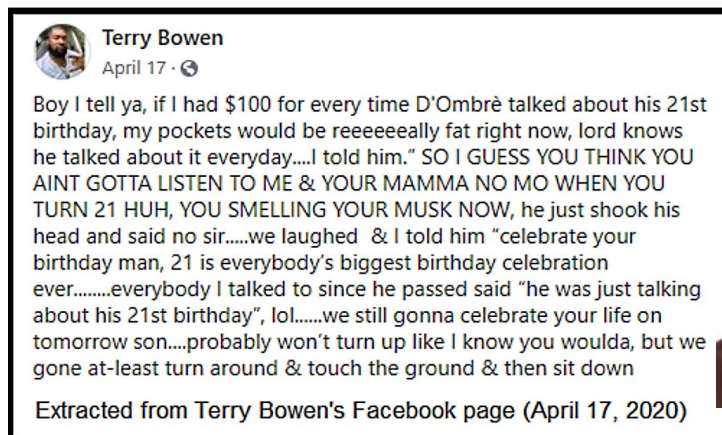 Terry Bowen
April 17 ·
Boy I tell ya, if I had $100 for every time D'Ombrè talked about his 21st
birthday, my pockets would be reeeeeeally fat right now, lord knows
he talked about it everyday....I told him.” SO I GUESS YOU THINK YOU
AINT GOTTA LISTEN TO ME & YOUR MAMMA NO MO WHEN YOU
TURN 21 HUH, YOU SMELLING YOUR MUSK NOW, he just shook his
head and said no sir.....we laughed & I told him “celebrate your
birthday man, 21 is everybody’s biggest birthday celebration
ever........everybody I talked to since he passed said “he was just talking
about his 21st birthday”, lol......we still gonna celebrate your life on
tomorrow son....probably won’t turn up like I know you woulda, but we
gone at-least turn around & touch the ground & then sit down
Extracted from Terry Bowen's Facebook page (April 17, 2020)